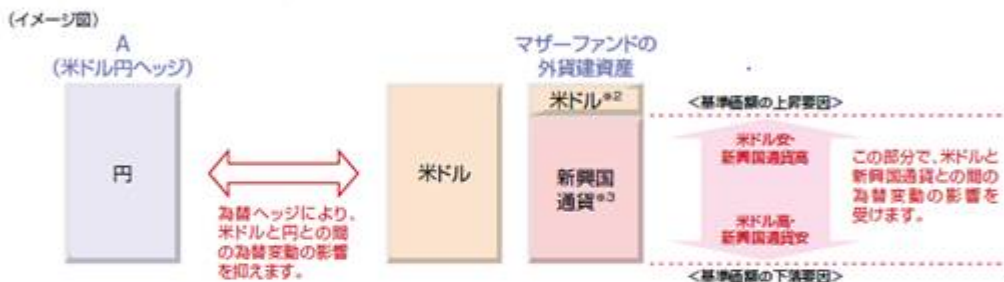 (イメージ図)
A
(米ドル円ヘッジ)
円
為替ヘッジにより、
米ドルと円との間
の為替変動の影響
を抑えます。
米ドル
マザーファンドの
外貨建資産
米ドル※2
新興国
通貨※3
<基準価額の上昇要因>
米ドル安・
新興国通貨高
米ドル高・
新興国通貨安
<基準価額の下落要因>
この部分で、米ドルと
新興国通貨との間の
為替変動の影響を
受けます。